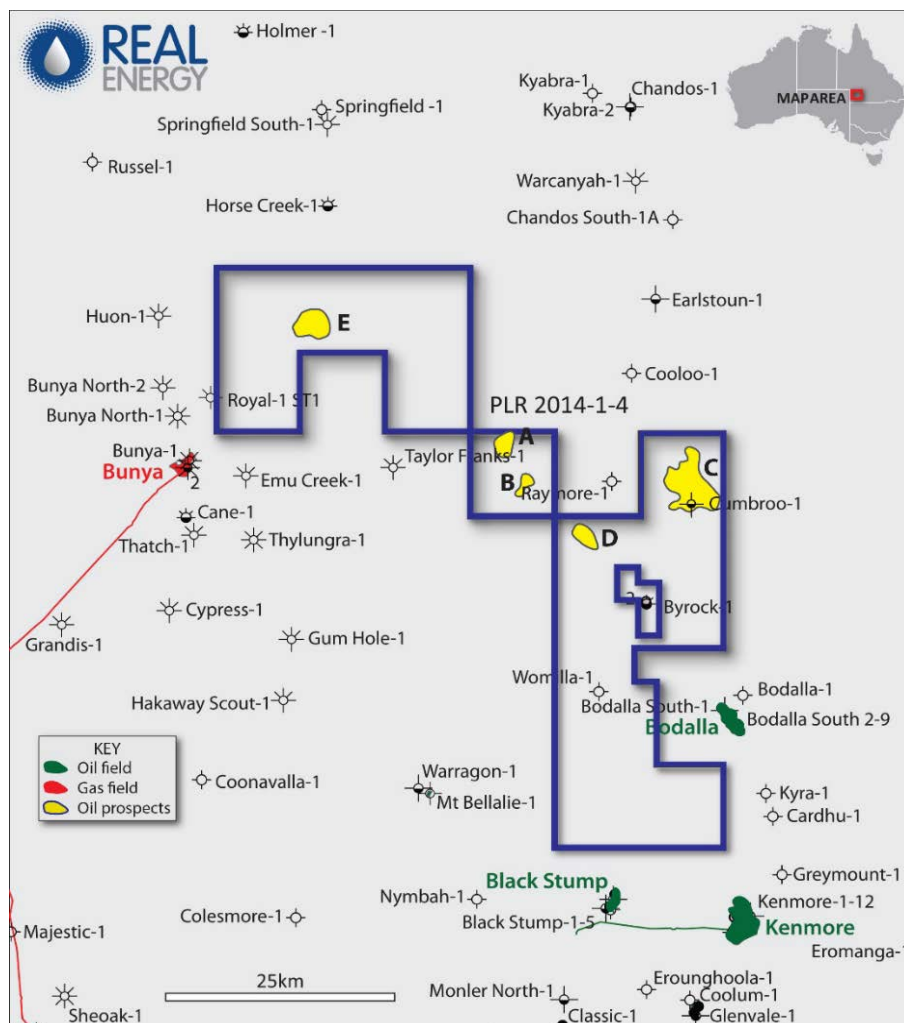 REAL
ENERGY
Holmer -1
Kyabra-1
Chandos-1
Kyabra-2
MAPAREA
Springfield -1
Springfield South-1
Russel-1
Warcanyah-1
Horse Creek-1
Chandos South-1A
Huon-1
E
Earlstoun-1
Bunya North-2
Royal-1 ST1
Cooloo-1
Bunya North-1
PLR 2014-1-4
Bunya-1
Taylor Franks-1
A
C
Bunya
2
Emu Creek-1
B
Raymore-1
Cumbroo-1
Cane-1
Thatch-1
Thylungra-1
D
Cypress-1
2
Byrock-1
Grandis-1
Gum Hole-1
Hakaway Scout-1
Womilla-1
Bodalla-1
Bodalla South-1
Bodalla
Bodalla South 2-9
KEY
Oil field
Gas field
Oil prospects
Coonavalla-1
Warragon-1
Mt Bellalie-1
Kyra-1
Cardhu-1
Greymount-1
Black Stump
Nymbah-1
Kenmore-1-12
Colesmore-1
Black Stump-1-5
Kenmore
Majestic-1
Eromanga-1
25km
Erounghoola-1
Monler North-1
Coolum-1
Sheoak-1
Classic-1
Glenvale-1